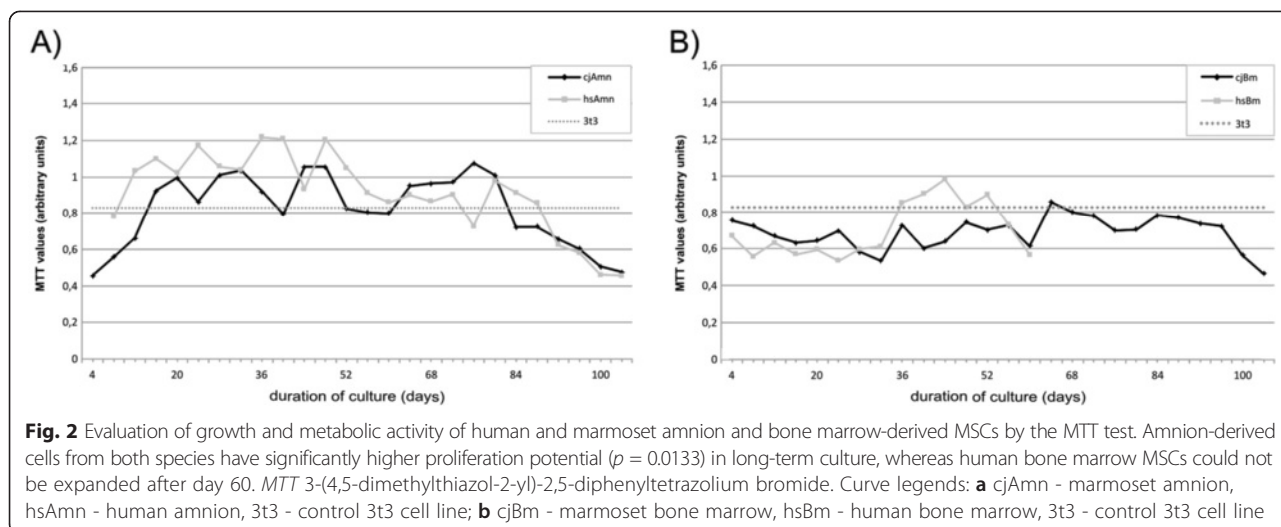 A)
1,6
1,4
1,2
1
0,8
0,6
0,4
0,2
0
MTT values (arbitrary units)
4 20 36 52 68 84 100
duration of culture (days)
cjAmn
hsAmn
3t3
B)
1,6
1,4
1,2
1
0,8
0,6
0,4
0,2
0
MTT values (arbitrary units)
4 20 36 52 68 84 100
duration of culture (days)
cjBm
hsBm
3t3
Fig. 2 Evaluation of growth and metabolic activity of human and marmoset amnion and bone marrow-derived MSCs by the MTT test. Amnion-derived
cells from both species have significantly higher proliferation potential (p = 0.0133) in long-term culture, whereas human bone marrow MSCs could not
be expanded after day 60. MTT 3-(4,5-dimethylthiazol-2-yl)-2,5-diphenyltetrazolium bromide. Curve legends: a cjAmn - marmoset amnion,
hsAmn - human amnion, 3t3 - control 3t3 cell line; b cjBm - marmoset bone marrow, hsBm - human bone marrow, 3t3 - control 3t3 cell line